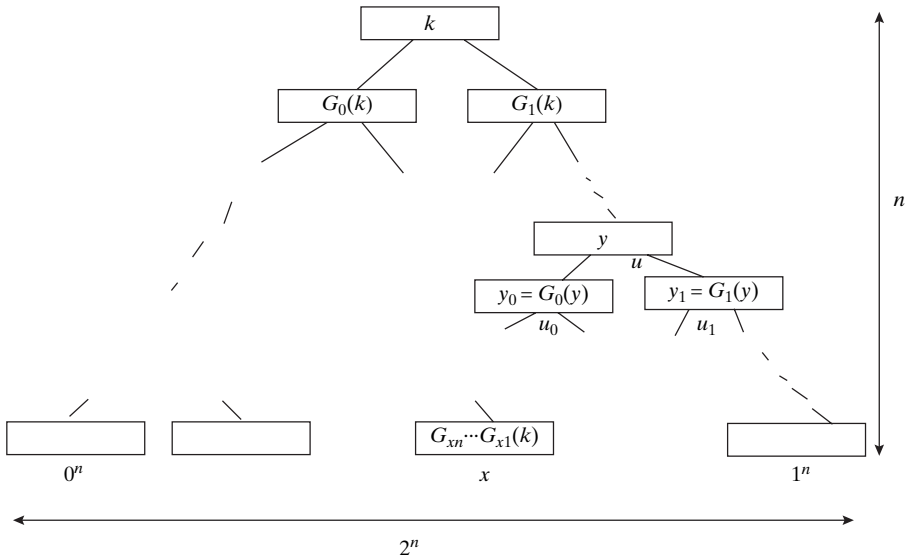 k
G₀(k)
G₁(k)
n
y
u
y₀ = G₀(y)
y₁ = G₁(y)
u₀
u₁
Gₓₙ···Gₓ₁(k)
0ⁿ
x
1ⁿ
2ⁿ